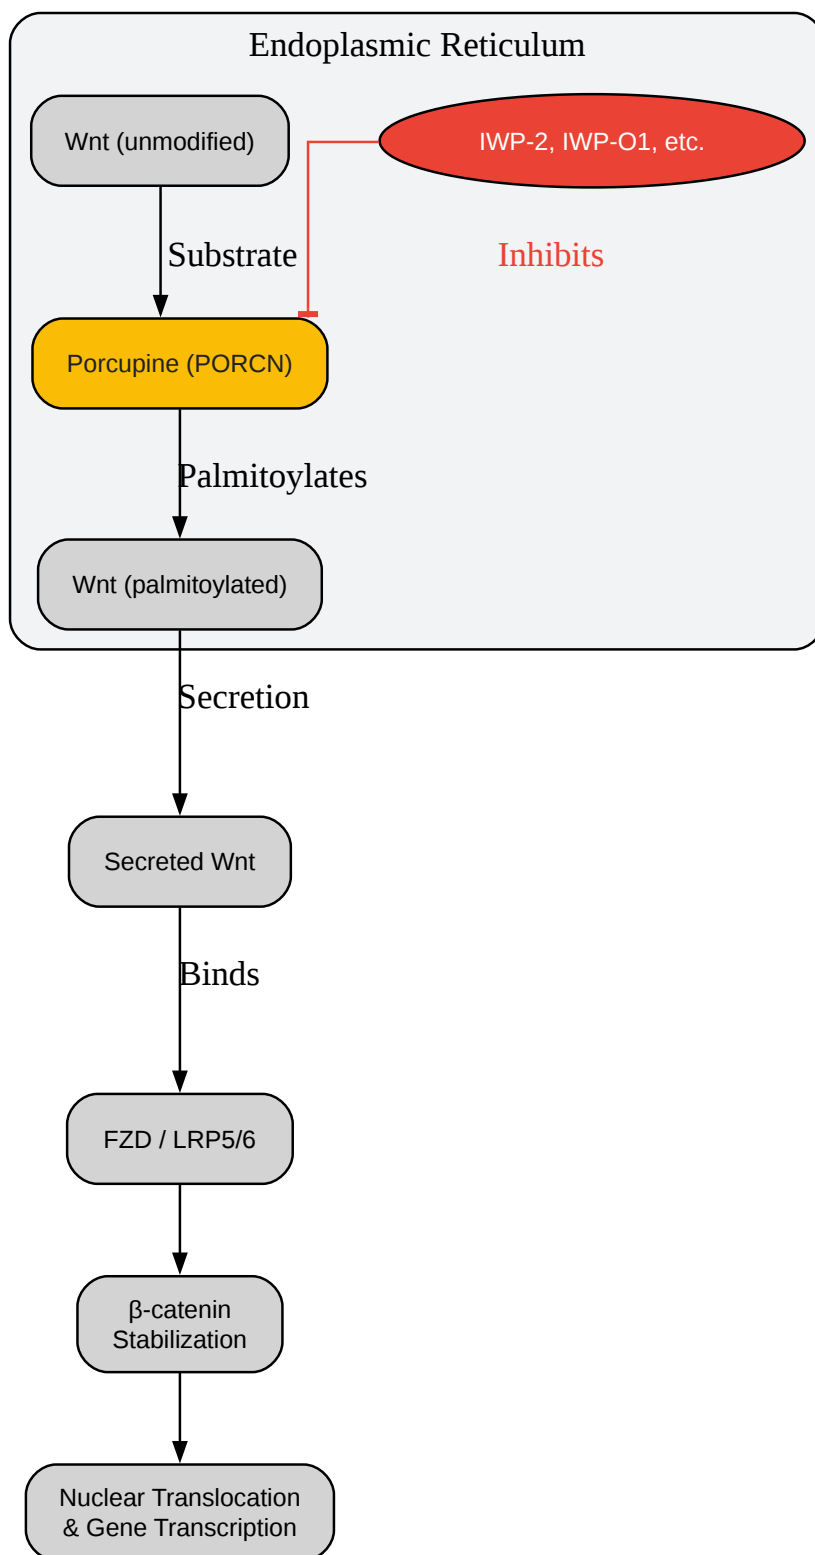 Endoplasmic Reticulum
Wnt (unmodified)
IWP-2, IWP-O1, etc.
Substrate
Inhibits
Porcupine (PORCN)
Palmitoylates
Wnt (palmitoylated)
Secretion
Secreted Wnt
Binds
FZD / LRP5/6
β-catenin
Stabilization
Nuclear Translocation
& Gene Transcription